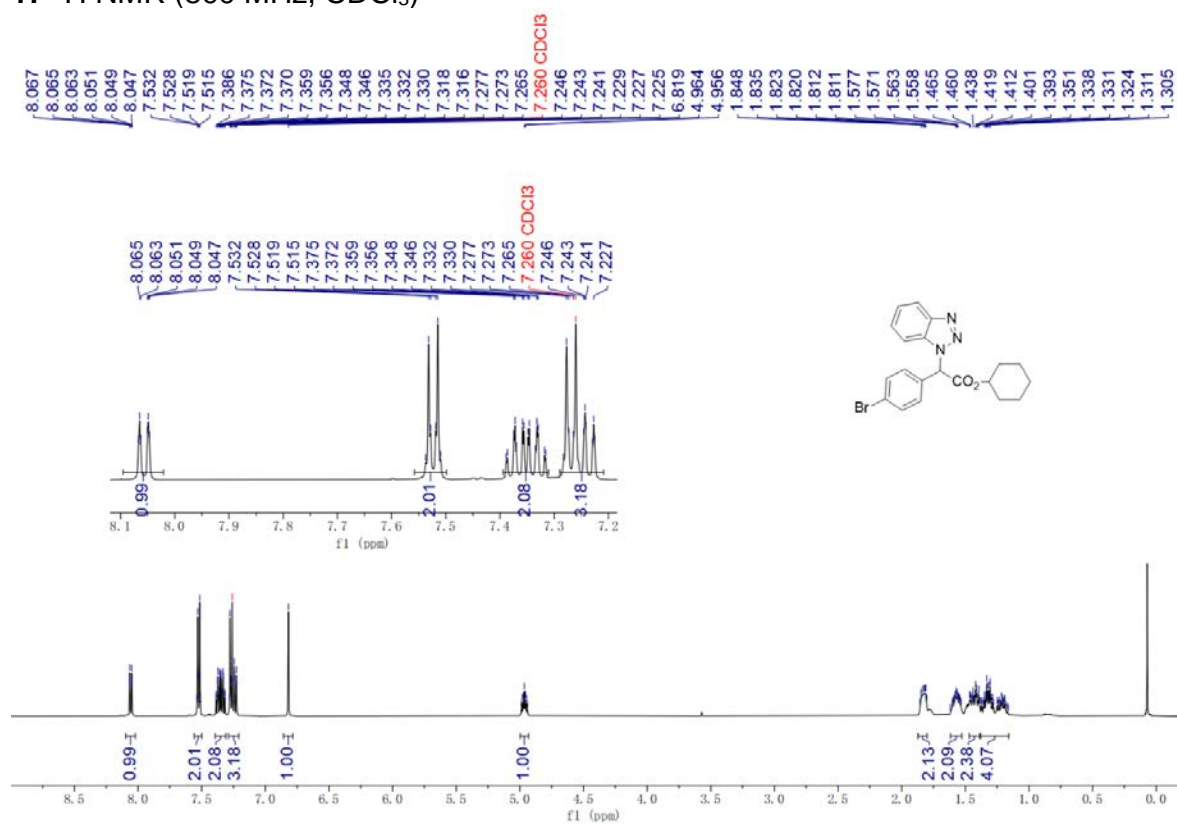 8.067 8.065 8.063 8.051 8.049 8.047 7.532 7.528 7.519 7.515 7.386 7.375 7.372 7.370 7.359 7.356 7.348 7.346 7.335 7.332 7.330 7.318 7.316 7.277 7.273 7.265 7.260 CDCl3 7.246 7.243 7.241 7.229 7.227 7.225 6.819 4.964 4.956 1.848 1.835 1.823 1.820 1.812 1.811 1.577 1.571 1.563 1.558 1.465 1.460 1.438 1.419 1.412 1.401 1.393 1.351 1.338 1.331 1.324 1.311 1.305
8.065 8.063 8.051 8.049 8.047 7.532 7.528 7.519 7.515 7.375 7.372 7.359 7.356 7.348 7.346 7.332 7.330 7.277 7.273 7.265 7.260 CDCl3 7.246 7.243 7.241 7.227
N
N
N
CO2
Br
0.99 2.01 2.08 3.18
8.1 8.0 7.9 7.8 7.7 7.6 7.5 7.4 7.3 7.2
f1 (ppm)
0.99 2.01 2.08 3.18 1.00 1.00 2.13 2.09 2.38 4.07
8.5 8.0 7.5 7.0 6.5 6.0 5.5 5.0 4.5 4.0 3.5 3.0 2.5 2.0 1.5 1.0 0.5 0.0
f1 (ppm)